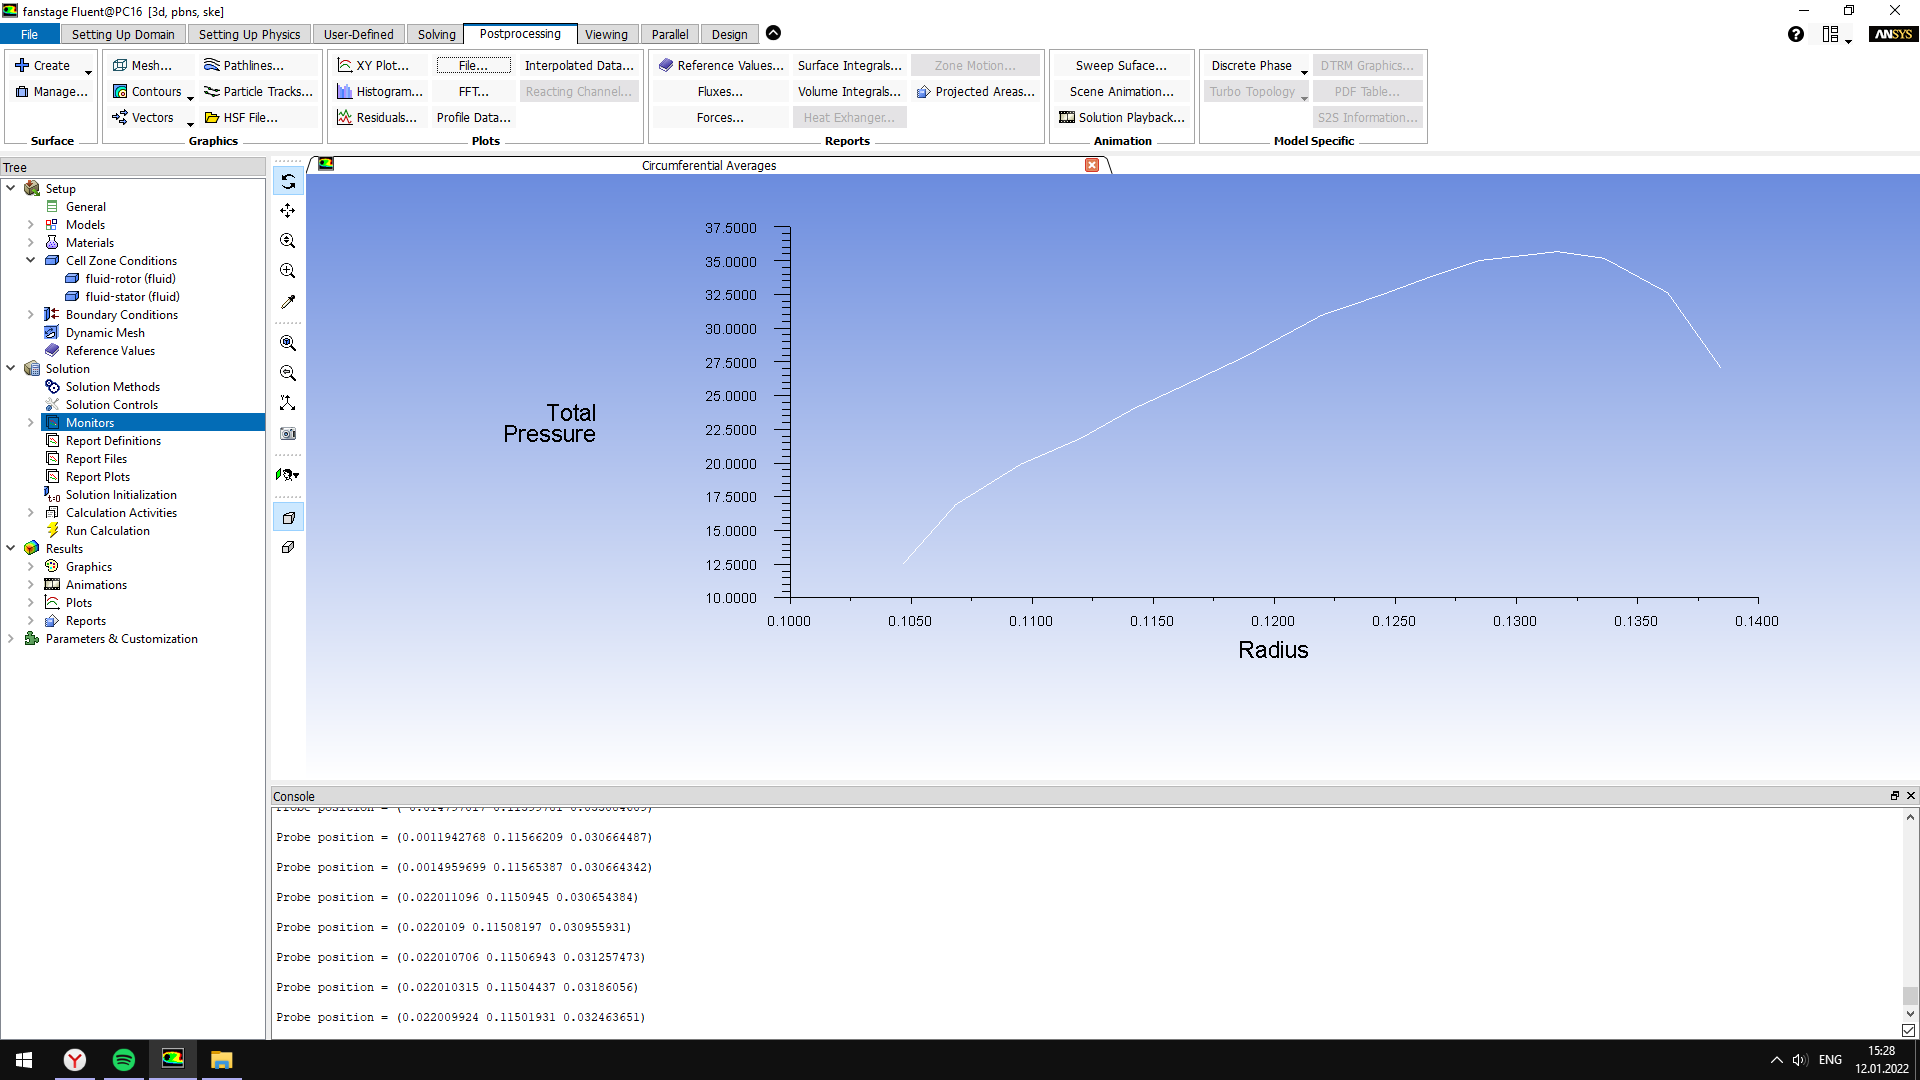 fanstage Fluent@PC16 [3d, pbns, ske]
File Setting Up Domain Setting Up Physics User-Defined Solving Postprocessing Viewing Parallel Design
ANSYS
Create
Manage...
Surface
Mesh... Pathlines...
Contours Particle Tracks...
Vectors HSF File...
Graphics
XY Plot... File... Interpolated Data...
Histogram... FFT... Reacting Channel...
Residuals... Profile Data...
Plots
Reference Values... Surface Integrals... Zone Motion...
Fluxes... Volume Integrals... Projected Areas...
Forces... Heat Exhanger...
Reports
Sweep Suface...
Scene Animation...
Solution Playback...
Animation
Discrete Phase DTRM Graphics...
Turbo Topology PDF Table...
S2S Information...
Model Specific
Tree
Setup
General
Models
Materials
Cell Zone Conditions
fluid-rotor (fluid)
fluid-stator (fluid)
Boundary Conditions
Dynamic Mesh
Reference Values
Solution
Solution Methods
Solution Controls
Monitors
Report Definitions
Report Files
Report Plots
Solution Initialization
Calculation Activities
Run Calculation
Results
Graphics
Animations
Plots
Reports
Parameters & Customization
Circumferential Averages
37.5000
35.0000
32.5000
30.0000
27.5000
25.0000
22.5000
20.0000
17.5000
15.0000
12.5000
10.0000
Total
Pressure
0.1000 0.1050 0.1100 0.1150 0.1200 0.1250 0.1300 0.1350 0.1400
Radius
Console
Probe position = (0.0011942768 0.11566209 0.030664487)
Probe position = (0.0014959699 0.11565387 0.030664342)
Probe position = (0.022011096 0.1150945 0.030654384)
Probe position = (0.0220109 0.11508197 0.030955931)
Probe position = (0.022010706 0.11506943 0.031257473)
Probe position = (0.022010315 0.11504437 0.03186056)
Probe position = (0.022009924 0.11501931 0.032463651)
ENG
15:28
12.01.2022